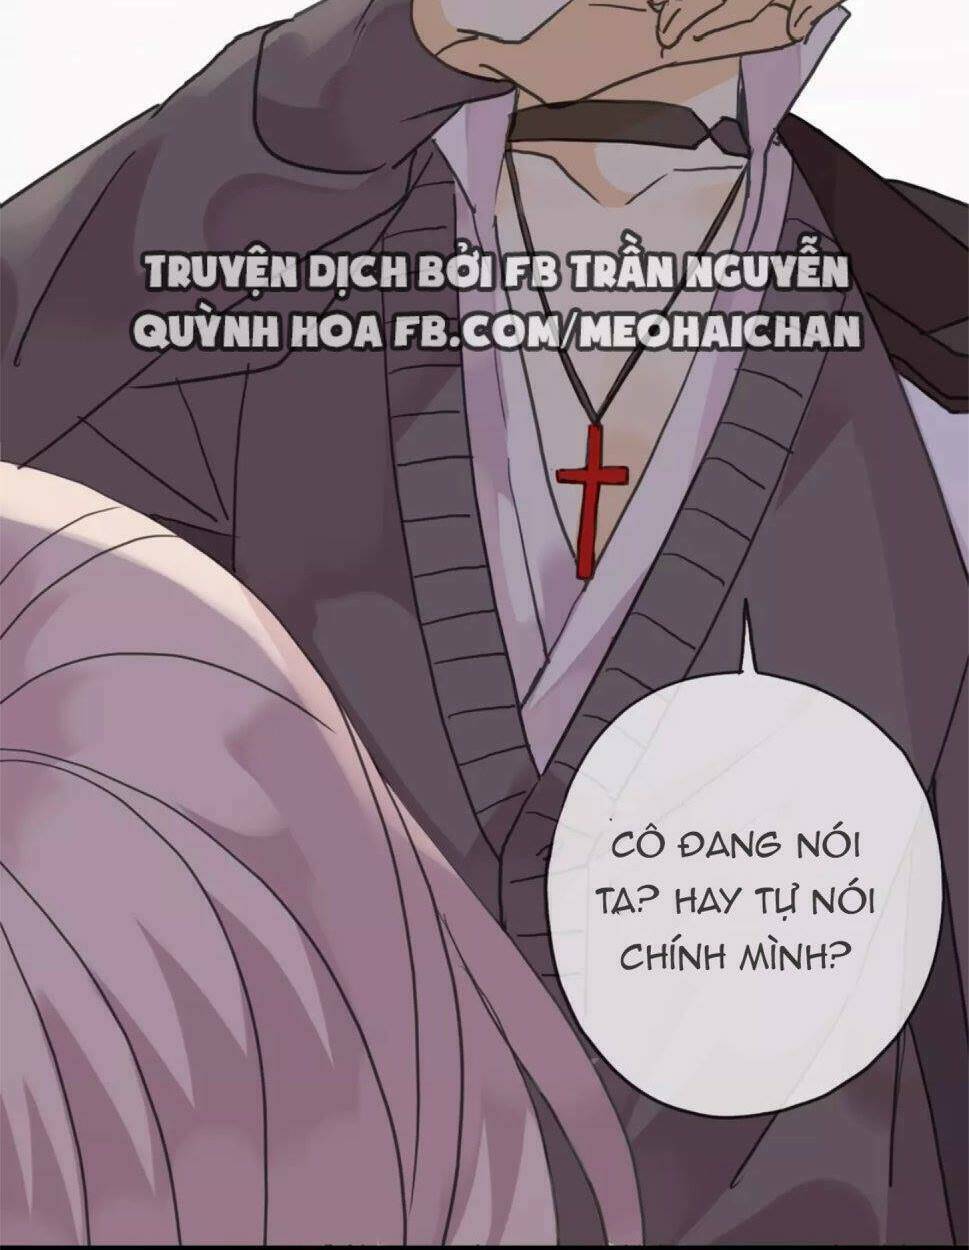 TRUYỆN DỊCH BỞI FB TRẦN NGUYỄN
QUỲNH HOA FB.COM/MEOHAICHAN
CÔ ĐANG NÓI
TA? HAY TỰ NÓI
CHÍNH MÌNH?